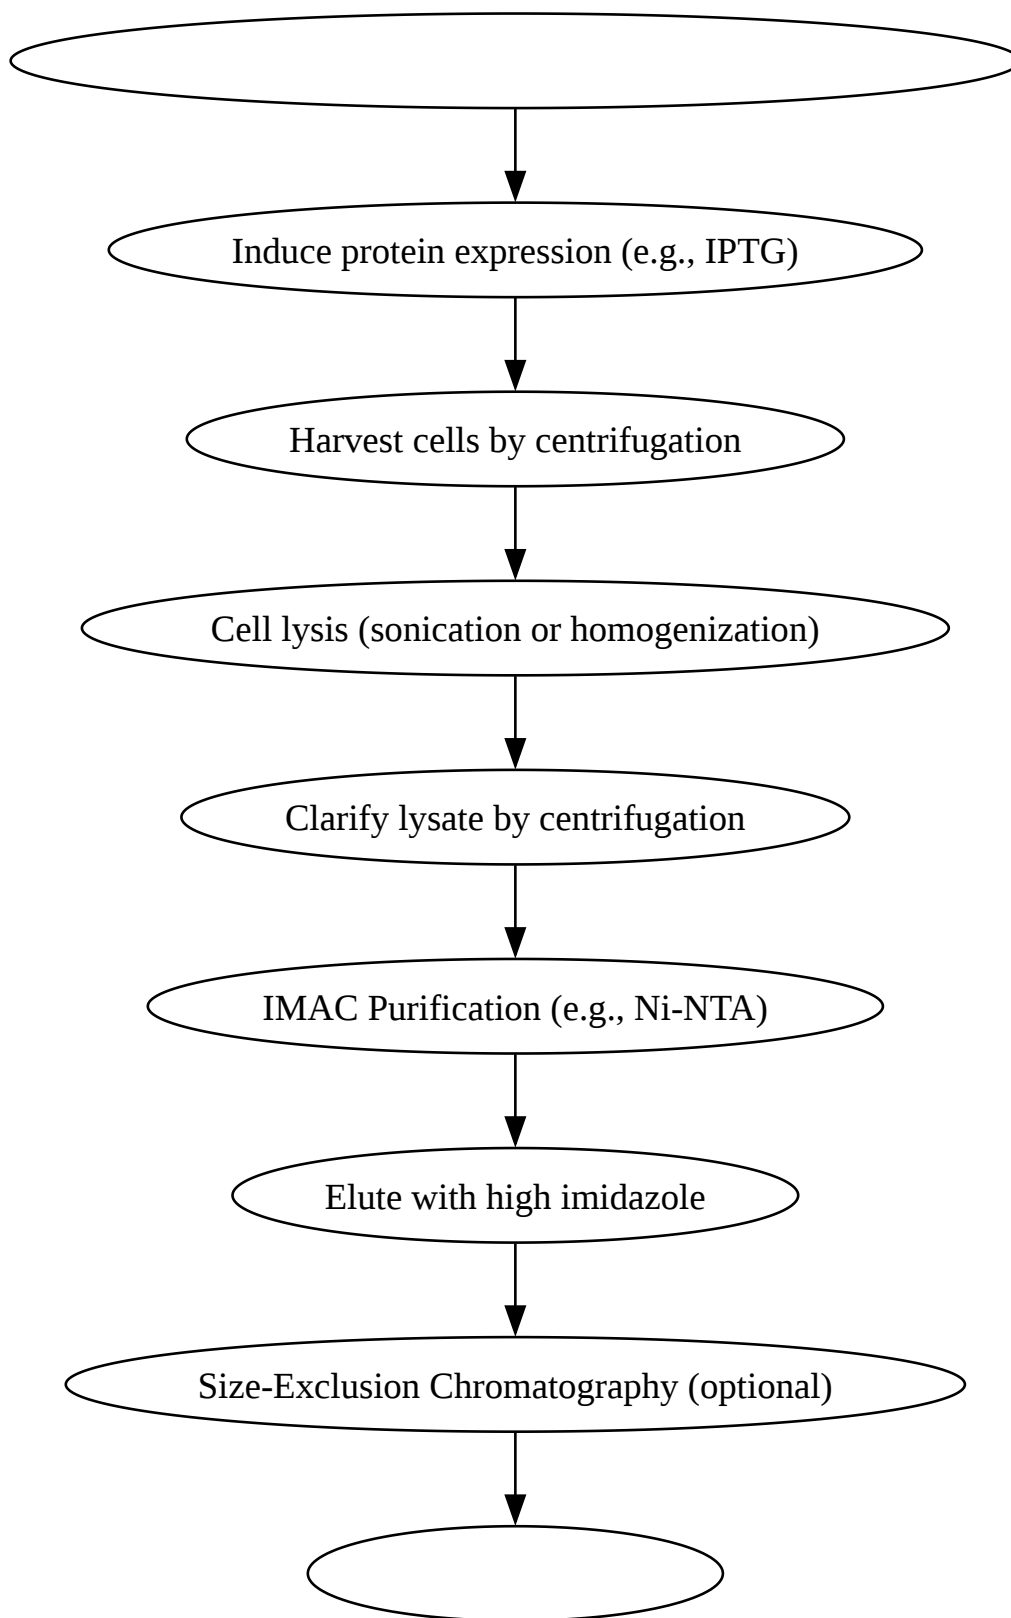 Induce protein expression (e.g., IPTG)
Harvest cells by centrifugation
Cell lysis (sonication or homogenization)
Clarify lysate by centrifugation
IMAC Purification (e.g., Ni-NTA)
Elute with high imidazole
Size-Exclusion Chromatography (optional)